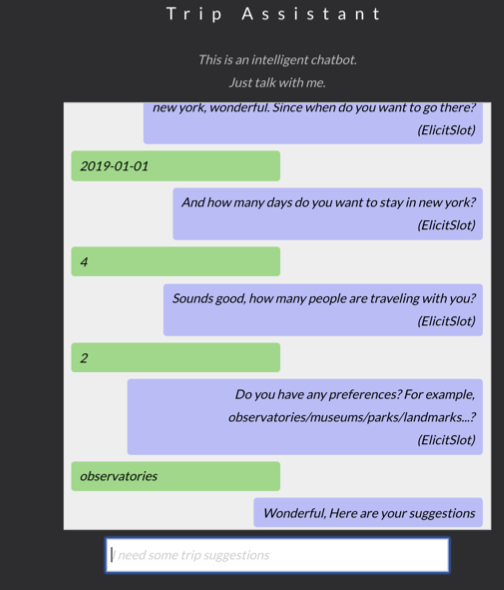 Trip Assistant
This is an intelligent chatbot.
Just talk with me.
new york, wonderful. Since when do you want to go there?
(ElicitSlot)
2019-01-01
And how many days do you want to stay in new york?
(ElicitSlot)
4
Sounds good, how many people are traveling with you?
(ElicitSlot)
2
Do you have any preferences? For example,
observatories/museums/parks/landmarks...?
(ElicitSlot)
observatories
Wonderful, Here are your suggestions
I need some trip suggestions